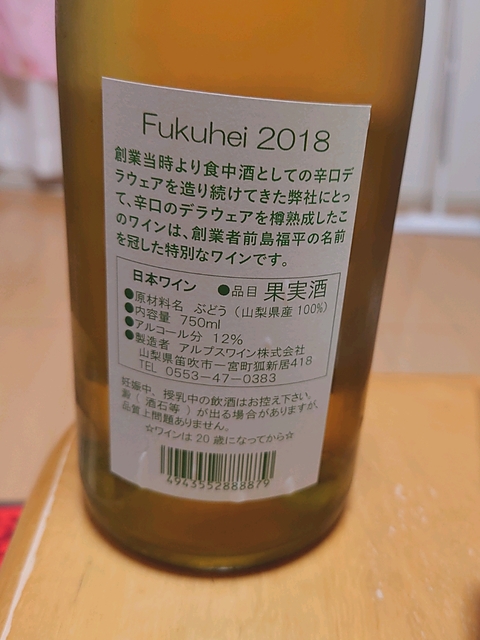 Fukuhei 2018
創業当時より食中酒としての辛口デ
ラウェアを造り続けてきた弊社にとっ
て、辛口のデラウェアを樽熟成したこ
のワインは、創業者前島福平の名前
を冠した特別なワインです。
日本ワイン ●品目 果実酒
●原材料名 ぶどう（山梨県産 100%）
●内容量 750ml
●アルコール分 12%
●製造者 アルプスワイン株式会社
山梨県笛吹市一宮町狐新居418
TEL 0553-47-0383
妊娠中、授乳中の飲酒はお控え下さい。
澱（酒石等）が出る場合がありますが、
品質上問題ありません。
☆ワインは 20 歳になってから☆
4943552888879